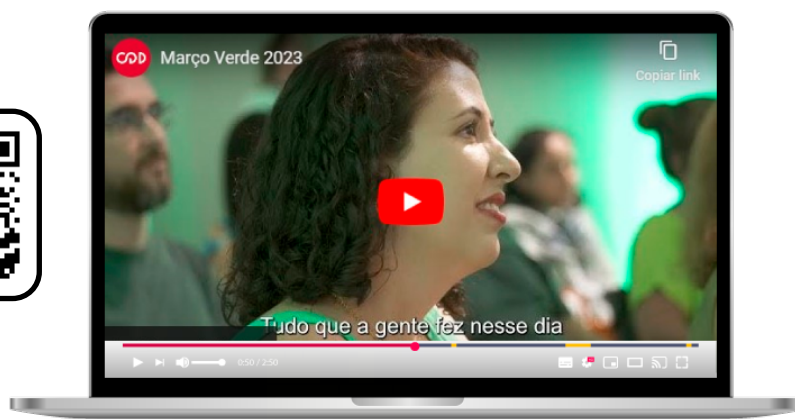 CDD
Março Verde 2023
Copiar link
Tudo que a gente fez nesse dia
0:50 / 2:50